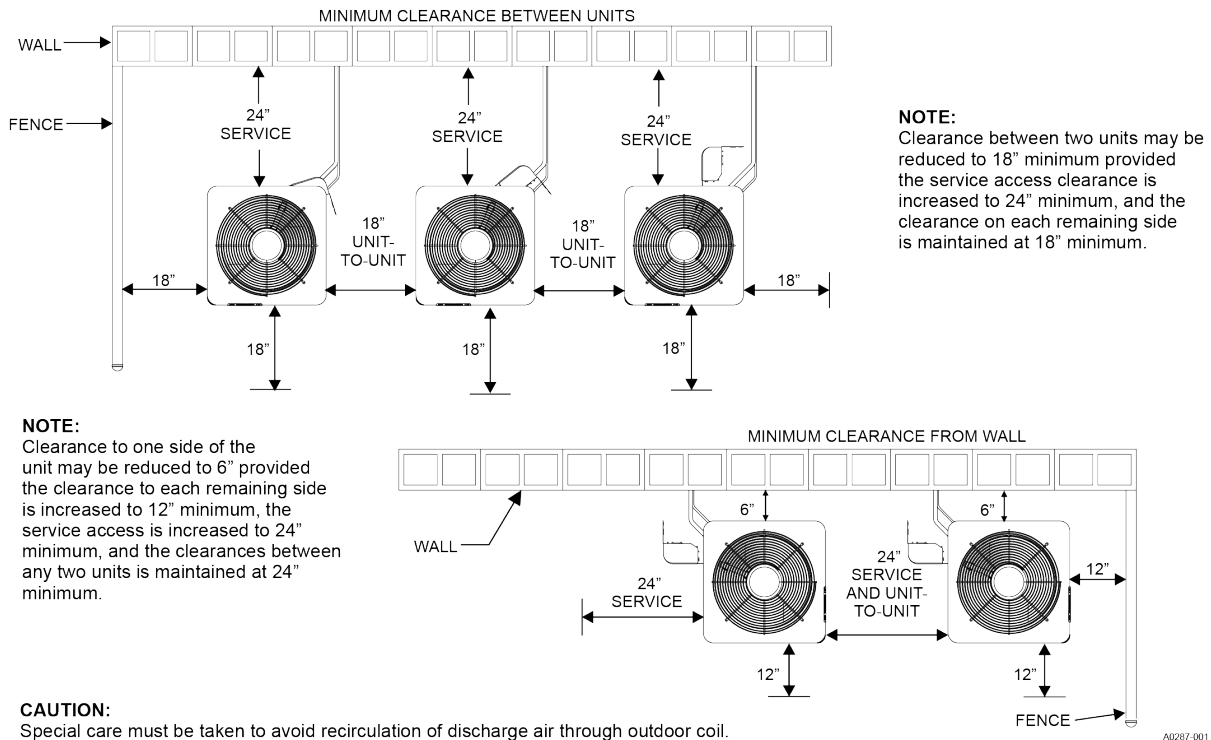 MINIMUM CLEARANCE BETWEEN UNITS
WALL
FENCE
24”
SERVICE
24”
SERVICE
24”
SERVICE
18”
UNIT-
TO-UNIT
18”
UNIT-
TO-UNIT
18”
18”
18”
18”
18”
NOTE:
Clearance between two units may be
reduced to 18” minimum provided
the service access clearance is
increased to 24” minimum, and the
clearance on each remaining side
is maintained at 18” minimum.
NOTE:
Clearance to one side of the
unit may be reduced to 6” provided
the clearance to each remaining side
is increased to 12” minimum, the
service access is increased to 24”
minimum, and the clearances between
any two units is maintained at 24”
minimum.
MINIMUM CLEARANCE FROM WALL
WALL
6”
6”
24”
SERVICE
24”
SERVICE
AND UNIT-
TO-UNIT
12”
12”
12”
FENCE
CAUTION:
Special care must be taken to avoid recirculation of discharge air through outdoor coil.
A0287-001